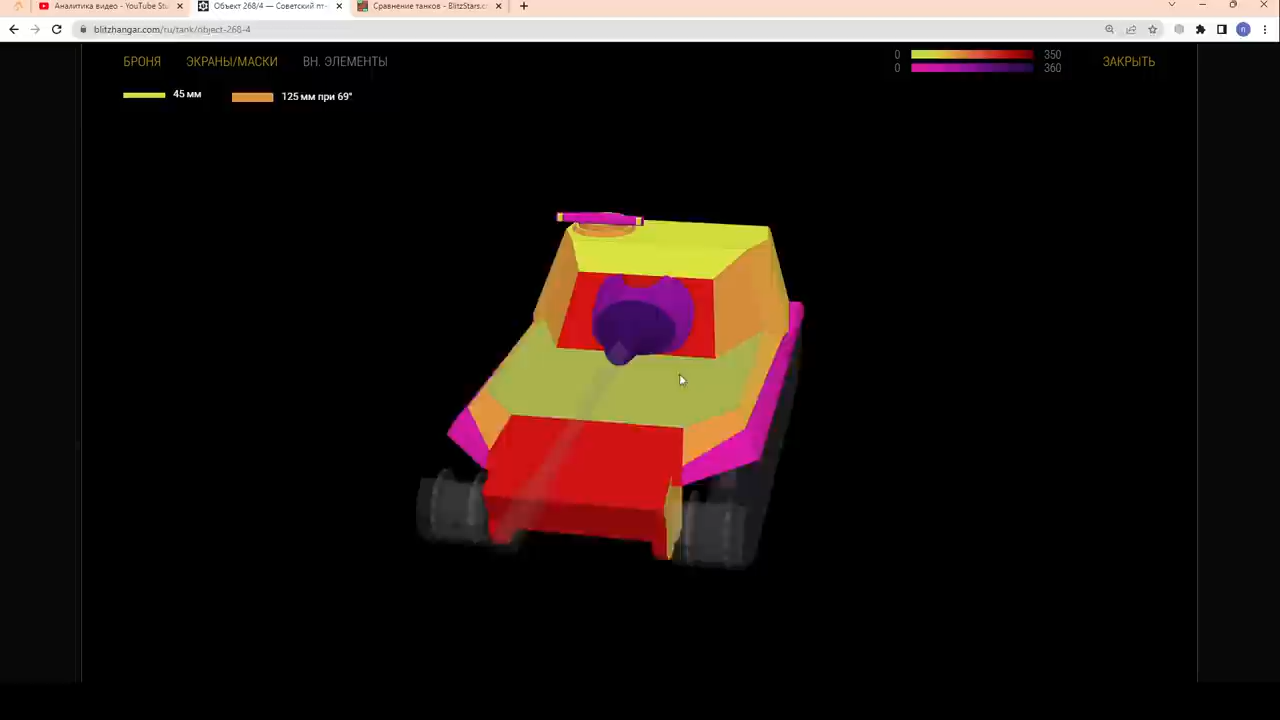 Аналитика видео - YouTube Stu
Объект 268/4 — Советский пт-
Сравнение танков - BlitzStars.c
blitzhangar.com/ru/tank/object-268-4
БРОНЯ ЭКРАНЫ/МАСКИ ВН. ЭЛЕМЕНТЫ
0 350
0 360
ЗАКРЫТЬ
45 мм 125 мм при 69°